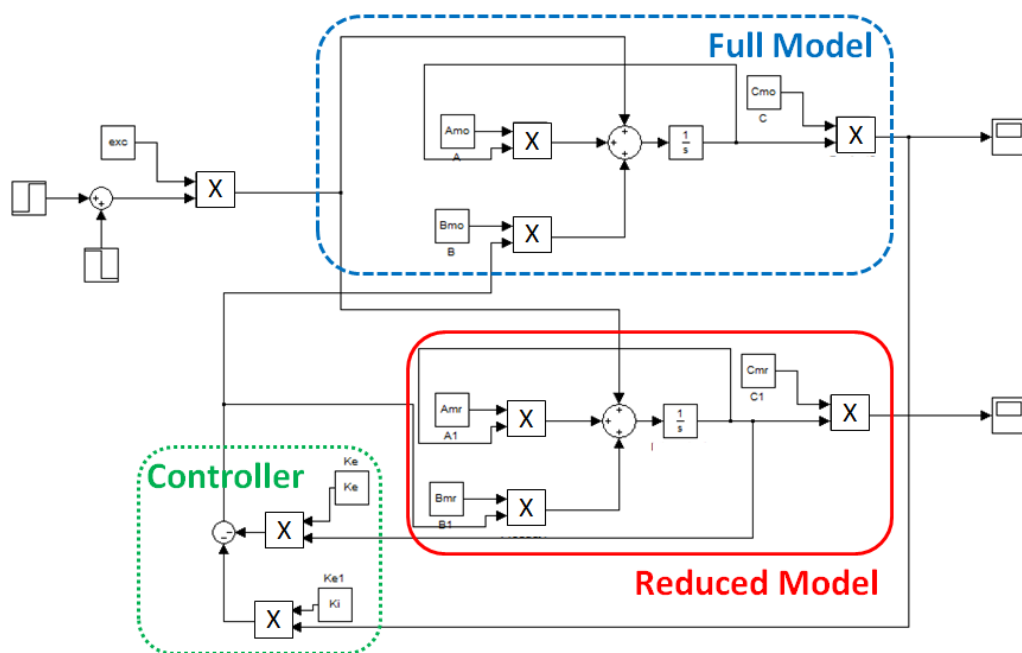 Full Model
Cmo
C
X
exc
Amo
A
X
+
+
+
1
s
X
+
+
Bmo
B
X
Cmr
C1
X
Amr
A1
X
+
+
+
1
s
I
Controller
Ke
Ke
Bmr
B1
X
X
-
-
Reduced Model
Ke1
Ki
X